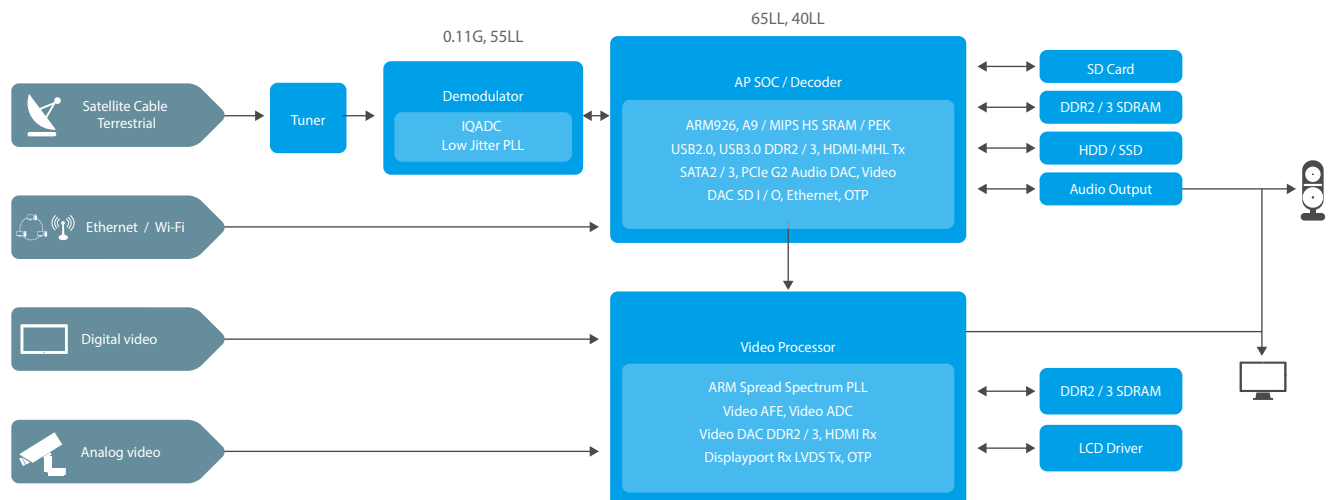 65LL, 40LL
0.11G, 55LL
Satellite Cable
Terrestrial
Tuner
Demodulator
IQADC
Low Jitter PLL
AP SOC / Decoder
ARM926, A9 / MIPS HS SRAM / PEK
USB2.0, USB3.0 DDR2 / 3, HDMI-MHL Tx
SATA2 / 3, PCIe G2 Audio DAC, Video
DAC SD I / O, Ethernet, OTP
SD Card
DDR2 / 3 SDRAM
HDD / SSD
Audio Output
Ethernet / Wi-Fi
Digital video
Video Processor
ARM Spread Spectrum PLL
Video AFE, Video ADC
Video DAC DDR2 / 3, HDMI Rx
Displayport Rx LVDS Tx, OTP
DDR2 / 3 SDRAM
LCD Driver
Analog video